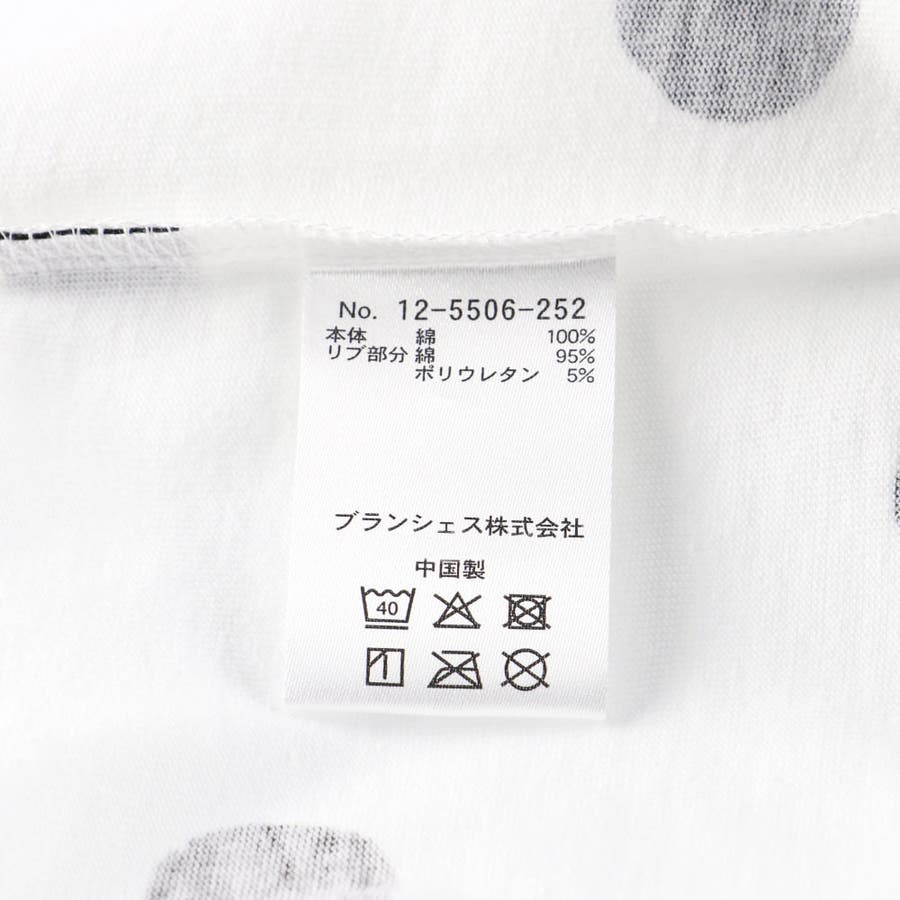 No. 12-5506-252
本体 綿 100%
リブ部分 綿 95%
ポリウレタン 5%
ブランシェス株式会社
中国製
40